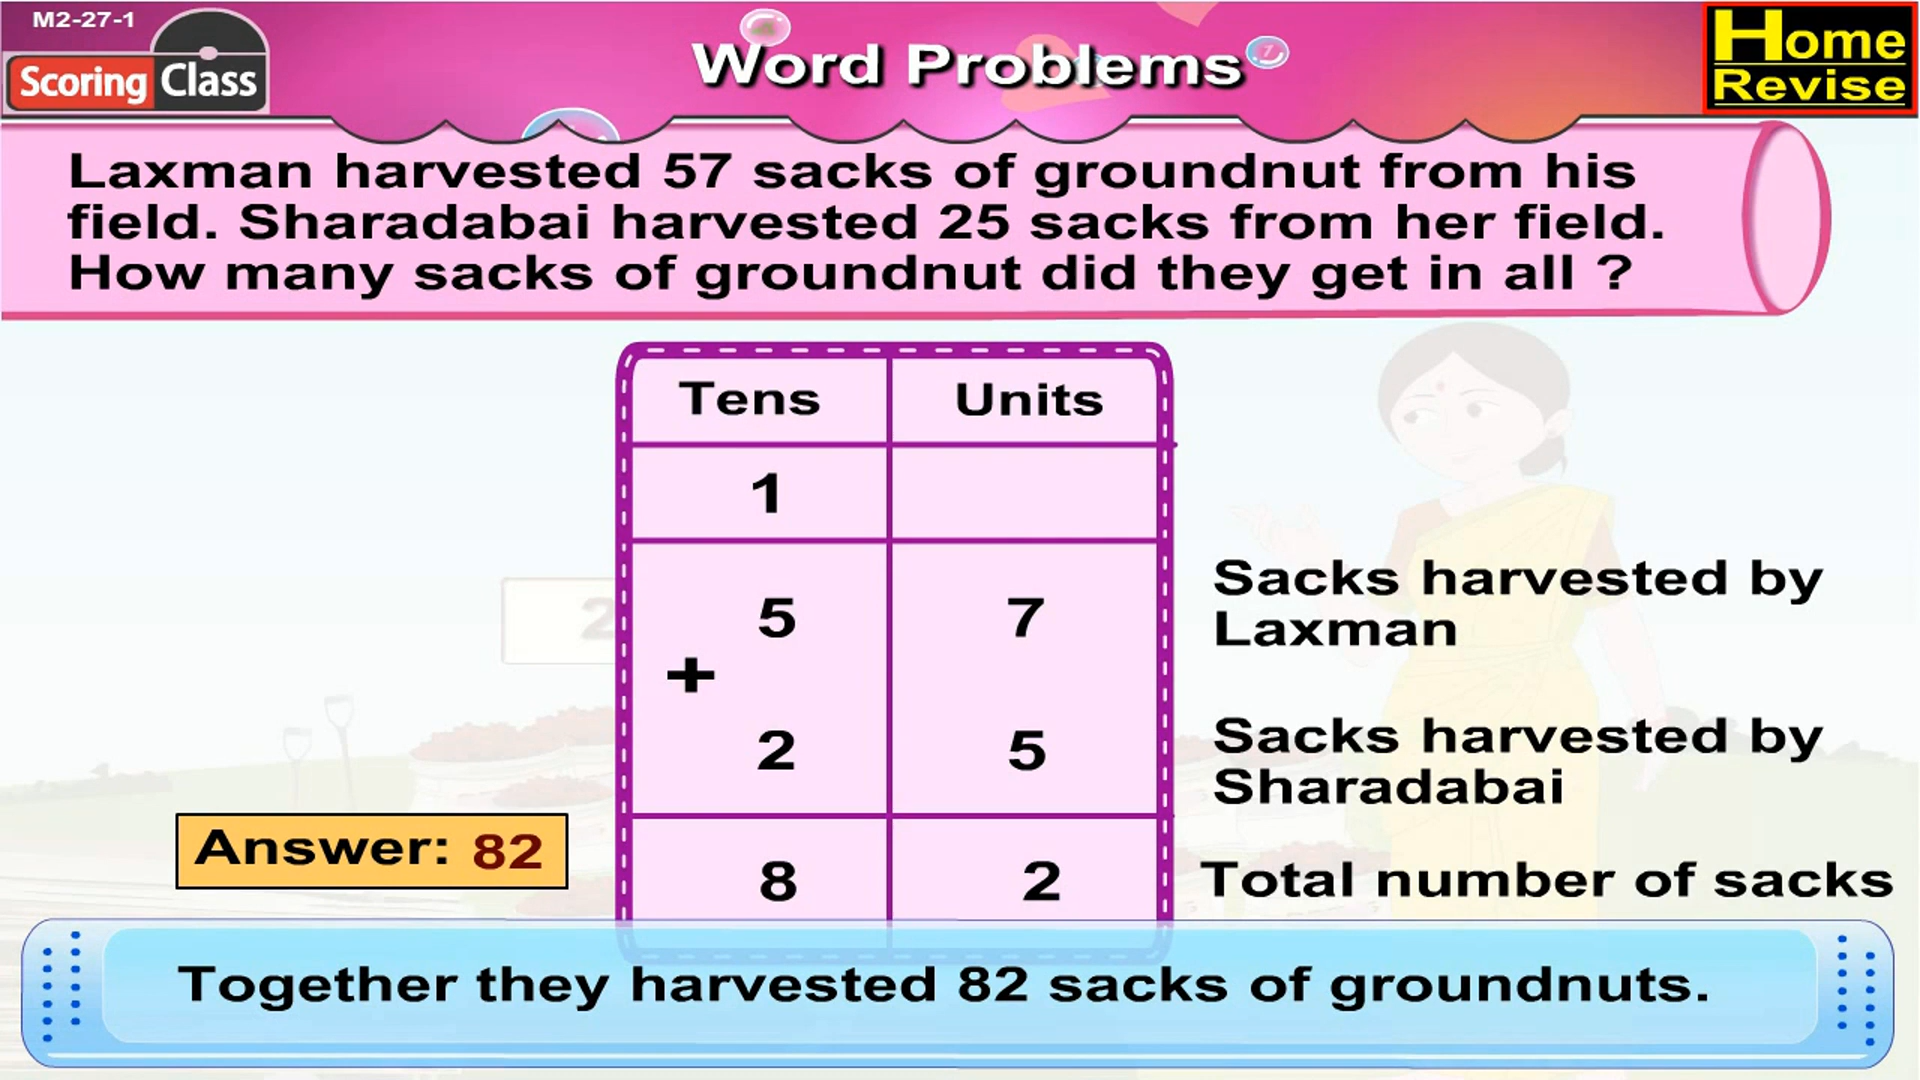 M2-27-1
Scoring Class
Word Problems
Home
Revise
Laxman harvested 57 sacks of groundnut from his
field. Sharadabai harvested 25 sacks from her field.
How many sacks of groundnut did they get in all ?
Tens Units
1
5 7
Sacks harvested by
Laxman
+
2 5
Sacks harvested by
Sharadabai
Answer: 82
8 2
Total number of sacks
Together they harvested 82 sacks of groundnuts.